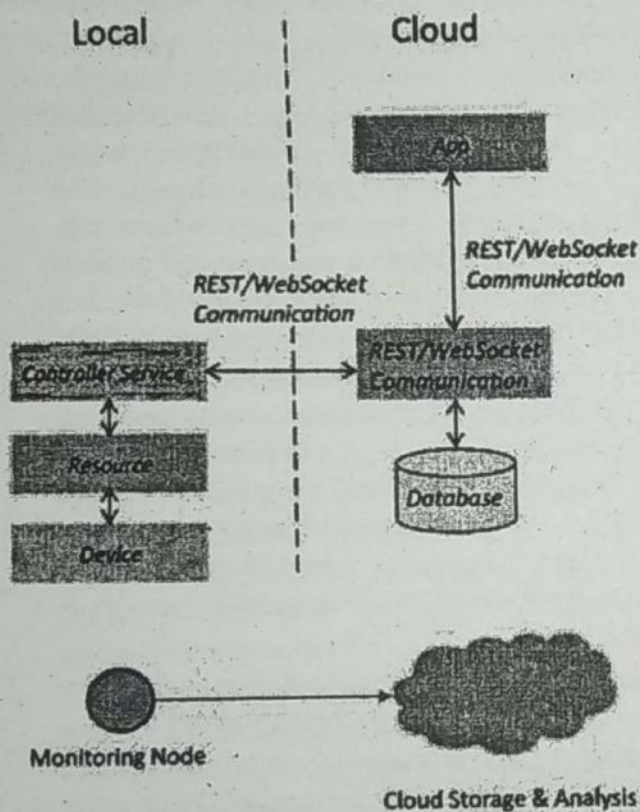 Local
Cloud
App
REST/WebSocket
Communication
REST/WebSocket
Communication
Controller Service
REST/WebSocket
Communication
Resource
Database
Device
Monitoring Node
Cloud Storage & Analysis